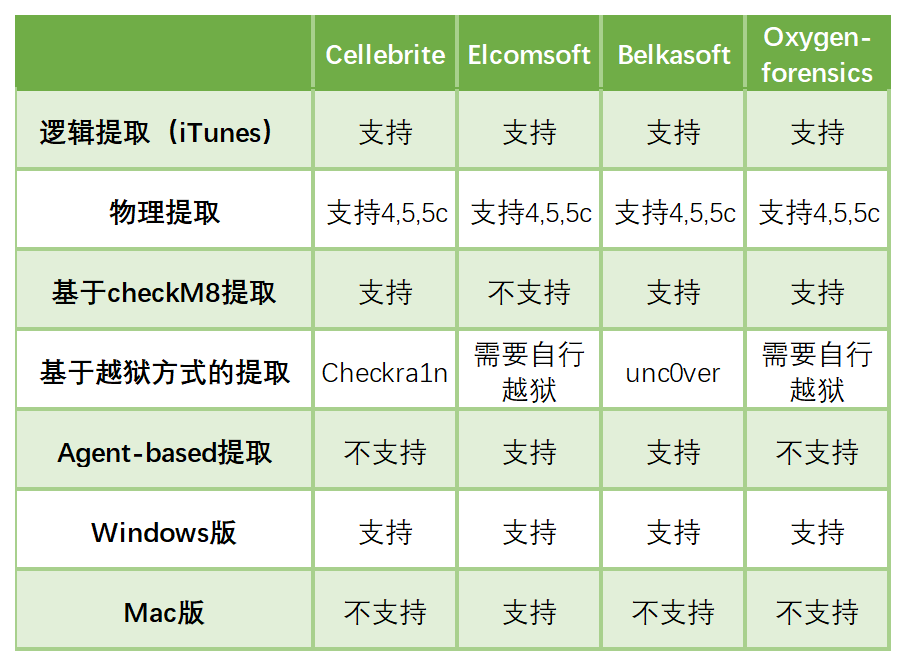 Cellebrite Elcomsoft Belkasoft Oxygen-
forensics
逻辑提取（iTunes） 支持 支持 支持 支持
物理提取 支持4,5,5c 支持4,5,5c 支持4,5,5c 支持4,5,5c
基于checkM8提取 支持 不支持 支持 支持
基于越狱方式的提取 Checkra1n 需要自行 unc0ver 需要自行
越狱 越狱
Agent-based提取 不支持 支持 支持 不支持
Windows版 支持 支持 支持 支持
Mac版 不支持 支持 不支持 不支持